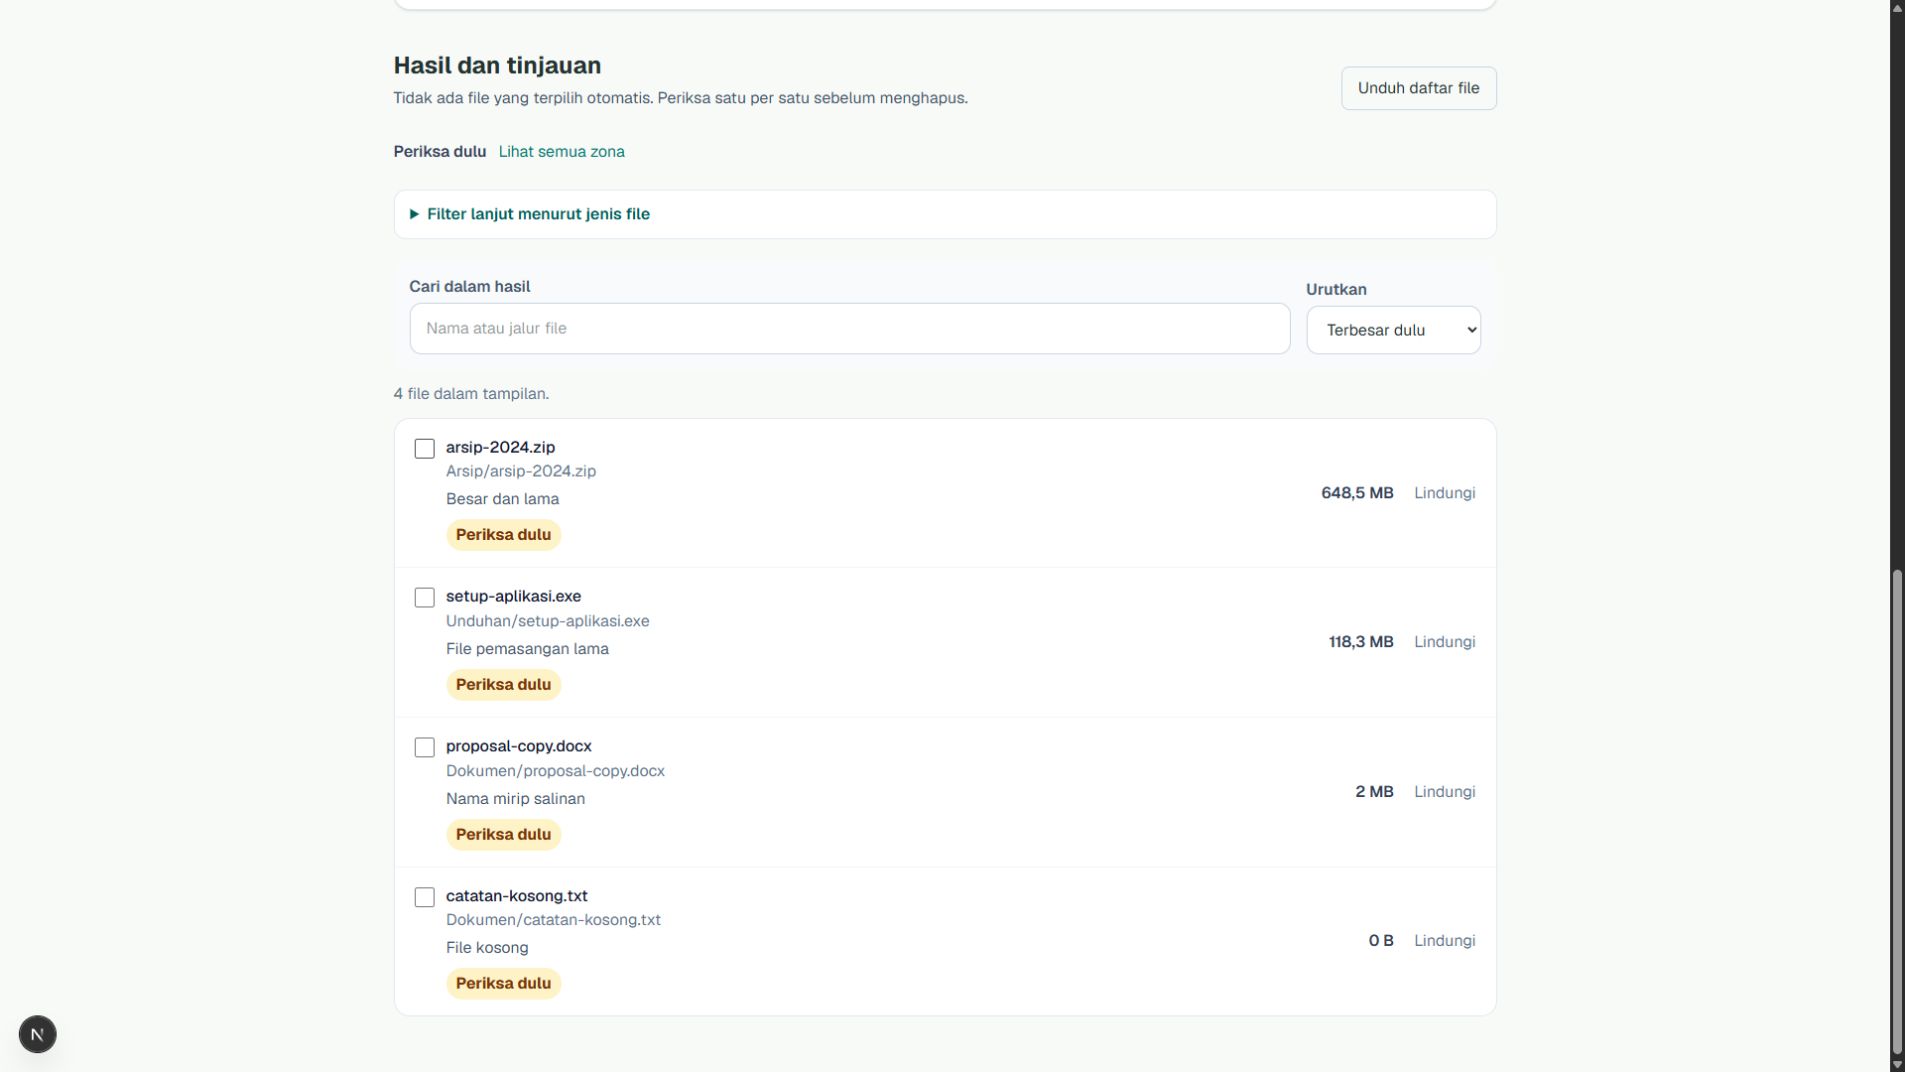 Hasil dan tinjauan
Tidak ada file yang terpilih otomatis. Periksa satu per satu sebelum menghapus.
Unduh daftar file
Periksa dulu Lihat semua zona
Filter lanjut menurut jenis file
Cari dalam hasil
Nama atau jalur file
Urutkan
Terbesar dulu
4 file dalam tampilan.
arsip-2024.zip
Arsip/arsip-2024.zip
Besar dan lama
Periksa dulu
648,5 MB Lindungi
setup-aplikasi.exe
Unduhan/setup-aplikasi.exe
File pemasangan lama
Periksa dulu
118,3 MB Lindungi
proposal-copy.docx
Dokumen/proposal-copy.docx
Nama mirip salinan
Periksa dulu
2 MB Lindungi
catatan-kosong.txt
Dokumen/catatan-kosong.txt
File kosong
Periksa dulu
0 B Lindungi
N